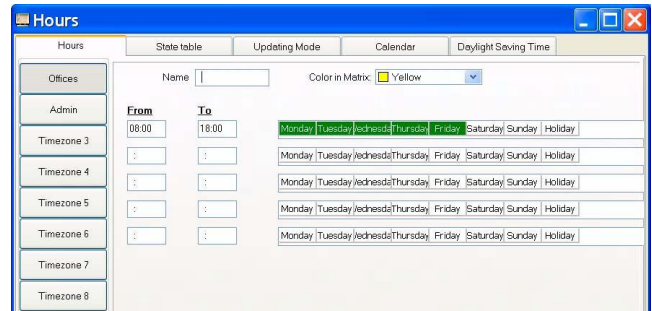 Hours
Hours State table Updating Mode Calendar Daylight Saving Time
Offices Name Color in Matrix: Yellow
Admin From To
08:00 18:00 Monday Tuesday /ednesda Thursday Friday Saturday Sunday Holiday
Timezone 3
: : Monday Tuesday /ednesda Thursday Friday Saturday Sunday Holiday
Timezone 4
: : Monday Tuesday /ednesda Thursday Friday Saturday Sunday Holiday
Timezone 5
: : Monday Tuesday /ednesda Thursday Friday Saturday Sunday Holiday
Timezone 6
: : Monday Tuesday /ednesda Thursday Friday Saturday Sunday Holiday
Timezone 7
Timezone 8